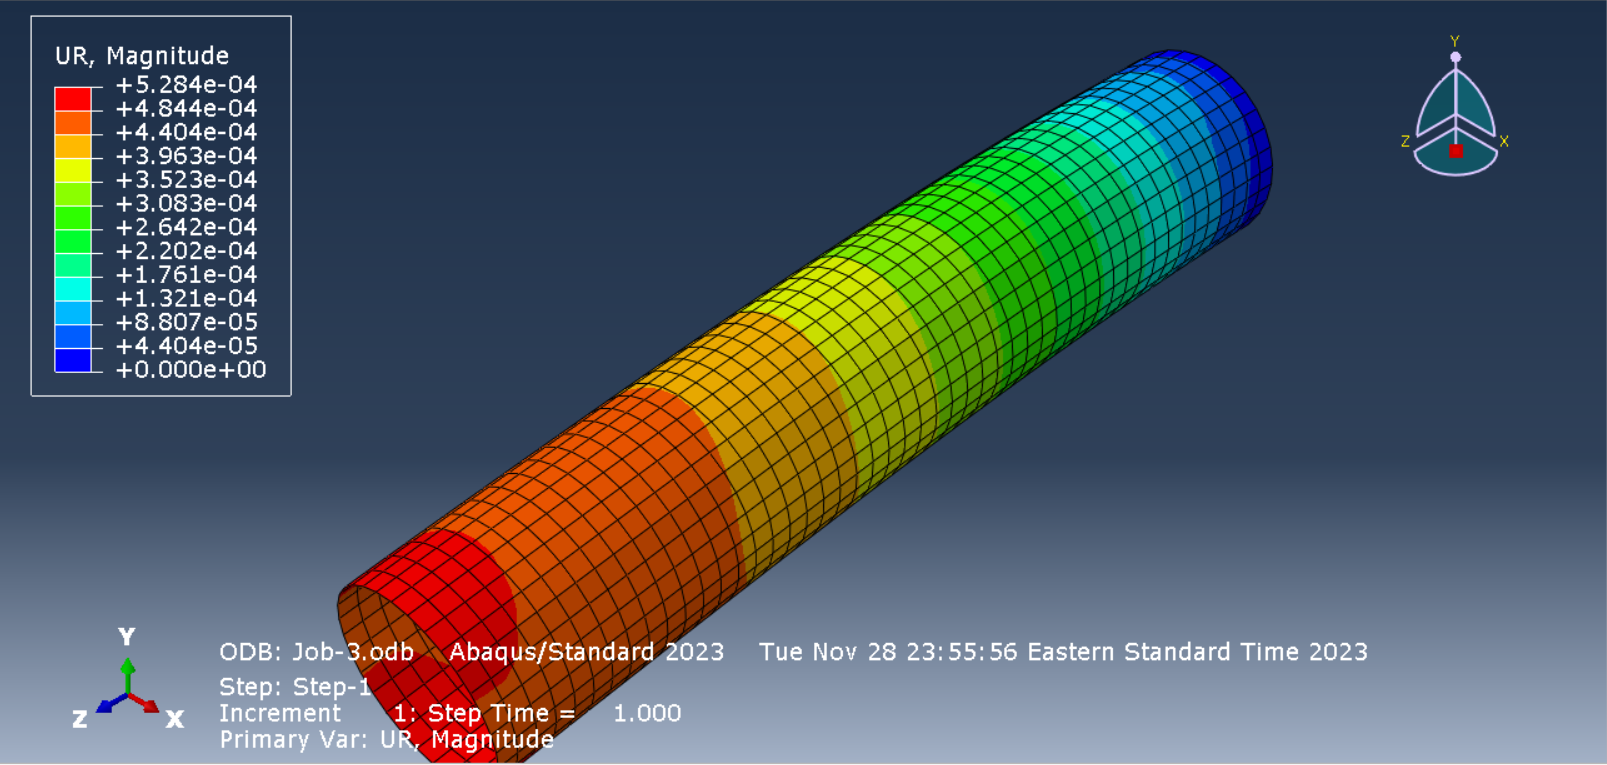 UR, Magnitude
+5.284e-04
+4.844e-04
+4.404e-04
+3.963e-04
+3.523e-04
+3.083e-04
+2.642e-04
+2.202e-04
+1.761e-04
+1.321e-04
+8.807e-05
+4.404e-05
+0.000e+00
Y
Z X
Y
Z X
ODB: Job-3.odb Abaqus/Standard 2023 Tue Nov 28 23:55:56 Eastern Standard Time 2023
Step: Step-1
Increment 1: Step Time = 1.000
Primary Var: UR, Magnitude